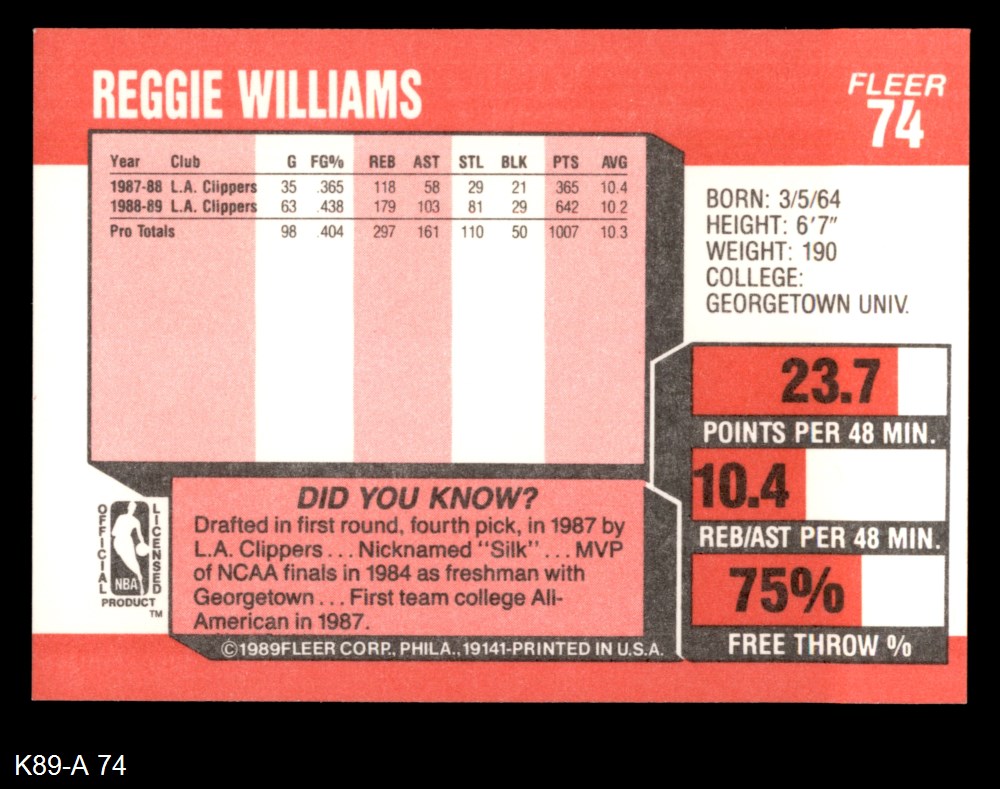 REGGIE WILLIAMS
FLEER
74
Year Club G FG% REB AST STL BLK PTS AVG
1987-88 L.A. Clippers 35 .365 118 58 29 21 365 10.4
1988-89 L.A. Clippers 63 .438 179 103 81 29 642 10.2
Pro Totals 98 .404 297 161 110 50 1007 10.3
BORN: 3/5/64
HEIGHT: 6'7"
WEIGHT: 190
COLLEGE:
GEORGETOWN UNIV.
23.7
POINTS PER 48 MIN.
10.4
REB/AST PER 48 MIN.
75%
FREE THROW %
DID YOU KNOW?
Drafted in first round, fourth pick, in 1987 by
L.A. Clippers . . . Nicknamed "Silk" . . . MVP
of NCAA finals in 1984 as freshman with
Georgetown . . . First team college All-
American in 1987.
OFFICIAL
LICENSED
NBA
PRODUCT
TM
©1989FLEER CORP., PHILA., 19141-PRINTED IN U.S.A.
K89-A 74